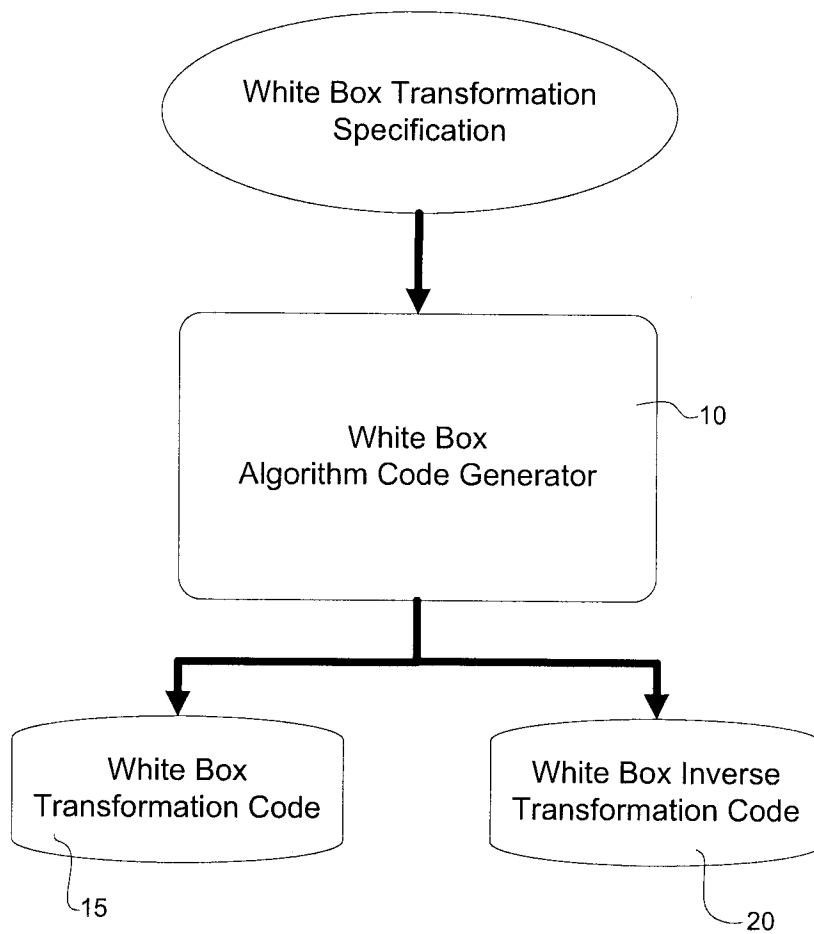 White Box Transformation
Specification
10
White Box
Algorithm Code Generator
White Box
Transformation Code
White Box Inverse
Transformation Code
15
20